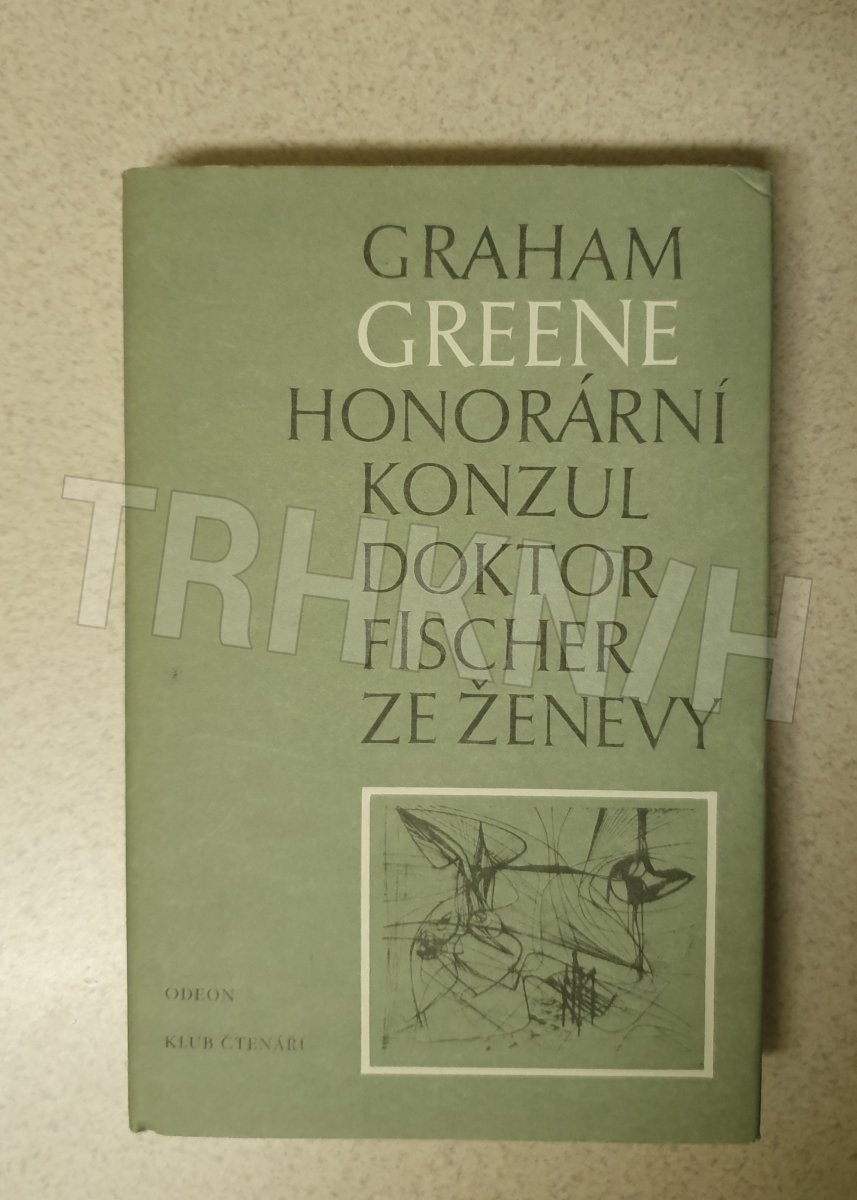 GRAHAM
GREENE
HONORÁRNÍ
KONZUL
DOKTOR
FISCHER
ZE ŽENEVY
TRHKNIH
ODEON
KLUB ČTENÁŘŮ